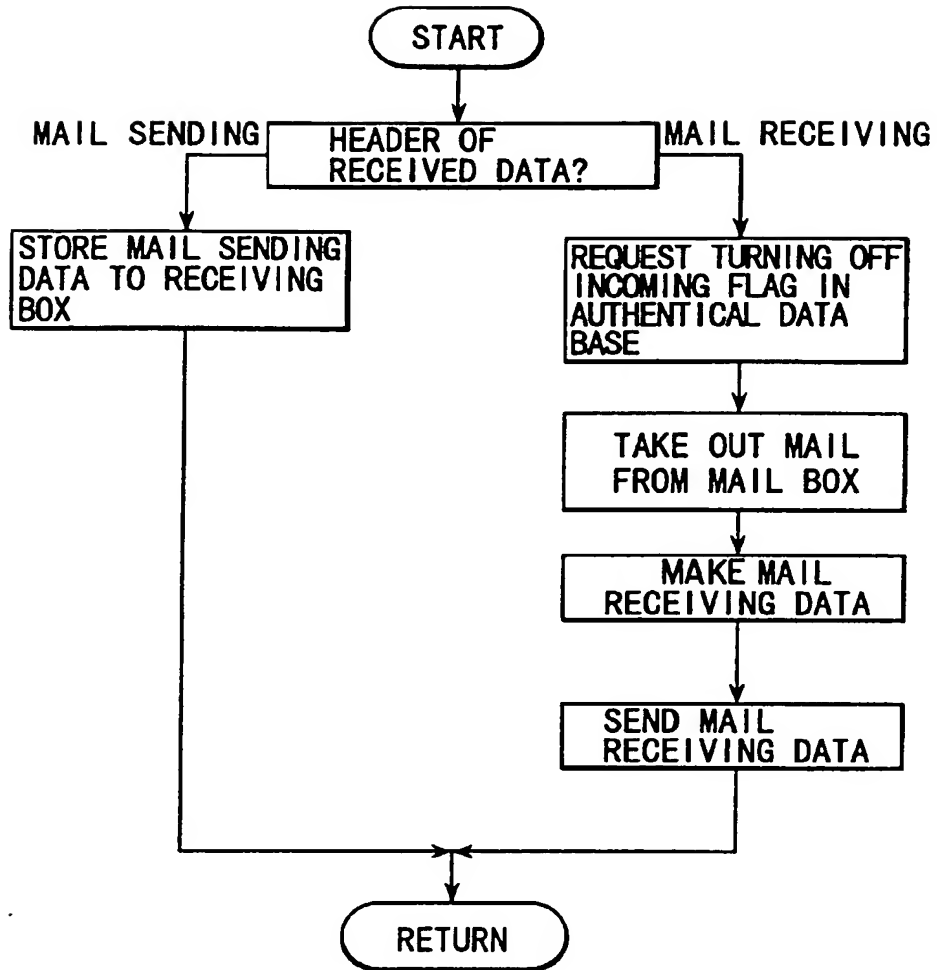 START
MAIL SENDING
HEADER OF
RECEIVED DATA?
MAIL RECEIVING
STORE MAIL SENDING
DATA TO RECEIVING
BOX
REQUEST TURNING OFF
INCOMING FLAG IN
AUTHENTICAL DATA
BASE
TAKE OUT MAIL
FROM MAIL BOX
MAKE MAIL
RECEIVING DATA
SEND MAIL
RECEIVING DATA
RETURN